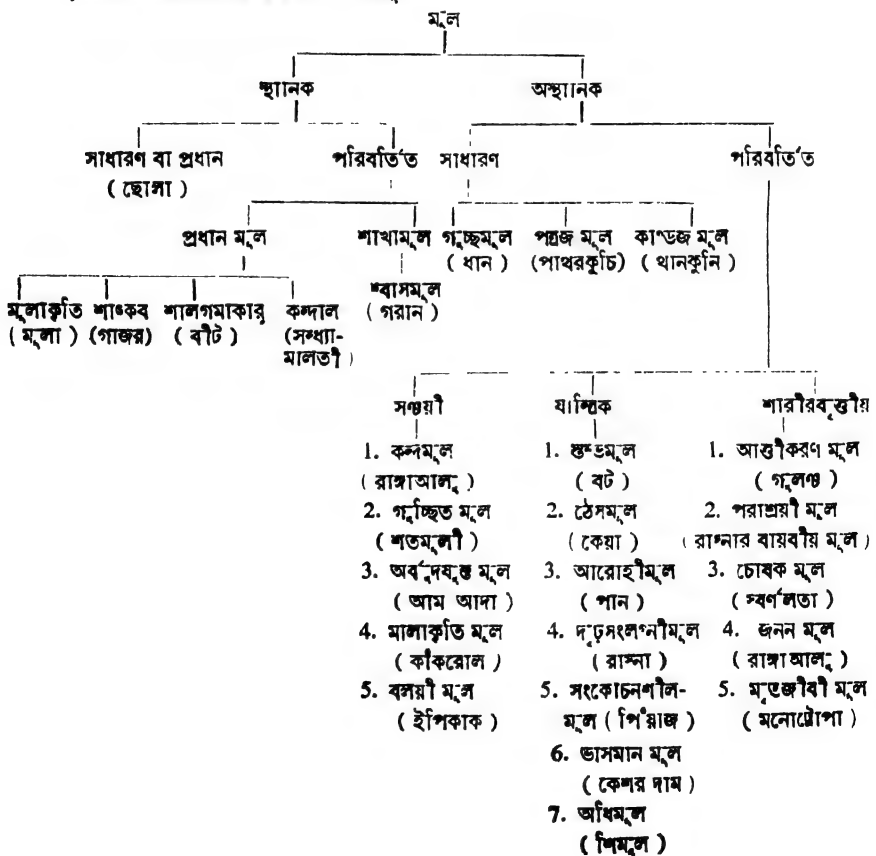 মূল
স্থানিক অস্থানিক
সাধারণ বা প্রধান পরিবর্তিত সাধারণ পরিবর্তিত
( ছোলা )
প্রধান মূল শাখামূল গুচ্ছমূল পত্রজ মূল কাণ্ডজ মূল
( ধান ) (পাথরকুচি) ( থানকুনি )
শ্বাসমূল
( গরান )
মূলাকৃতি শাঙ্কব শালগমাকার কন্দাল
( মূলা ) (গাজর) ( বীট ) (সন্ধ্যা-
মালতী )
সঞ্চয়ী যান্ত্রিক শারীরবৃত্তীয়
1. কন্দমূল 1. স্তম্ভমূল 1. আত্তীকরণ মূল
( রাঙ্গাআলু ) ( বট ) ( গুলঞ্চ )
2. গুচ্ছিত মূল 2. ঠেসমূল 2. পরাশ্রয়ী মূল
( শতমূলী ) ( কেয়া ) ( রাস্নার বায়বীয় মূল )
3. অর্বুদযুক্ত মূল 3. আরোহীমূল 3. চোষক মূল
( আম আদা ) ( পান ) ( স্বর্ণলতা )
4. মালাকৃতি মূল 4. দৃঢ়সংলগ্নীমূল 4. জনন মূল
( কাঁকরোল ) ( রাস্না ) ( রাঙ্গাআলু )
5. বলয়ী মূল 5. সংকোচনশীল- 5. মৃতজীবী মূল
( ইপিকাক ) মূল ( পিঁয়াজ ) ( মনোট্রোপা )
6. ভাসমান মূল
( কেশর দাম )
7. অধিমূল
( শিমূল )